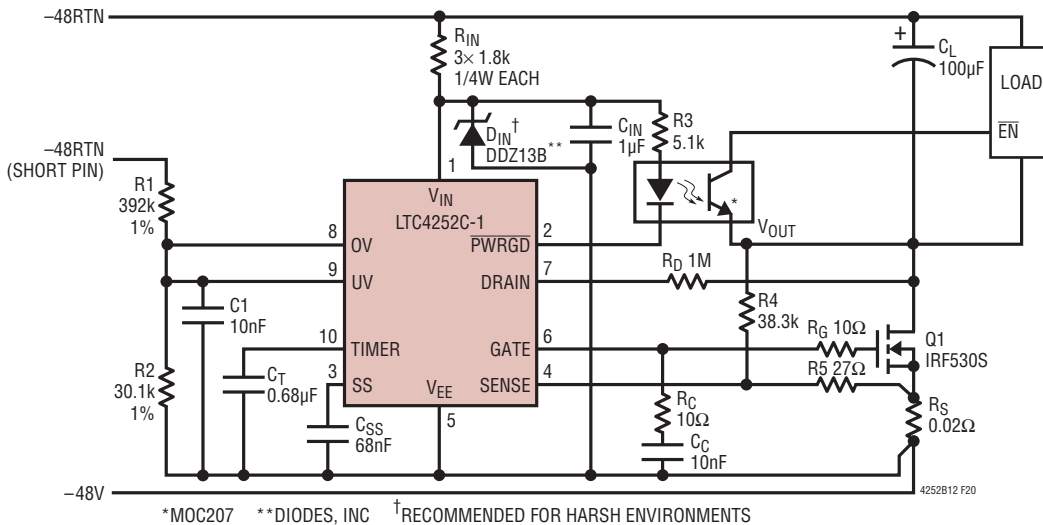 −48RTN
RIN
3× 1.8k
1/4W EACH
+
CL
100µF
LOAD
EN
DIN†
DDZ13B**
CIN
1µF
R3
5.1k
−48RTN
(SHORT PIN)
R1
392k
1%
1
VIN
LTC4252C-1
*
VOUT
8
OV
PWRGD
2
9
UV
DRAIN
7
RD 1M
R4
38.3k
C1
10nF
10
TIMER
GATE
6
RG 10Ω
Q1
IRF530S
R2
30.1k
1%
CT
0.68µF
3
SS
VEE
SENSE
4
R5 27Ω
5
RS
0.02Ω
CSS
68nF
RC
10Ω
CC
10nF
−48V
4252B12 F20
*MOC207 **DIODES, INC †RECOMMENDED FOR HARSH ENVIRONMENTS